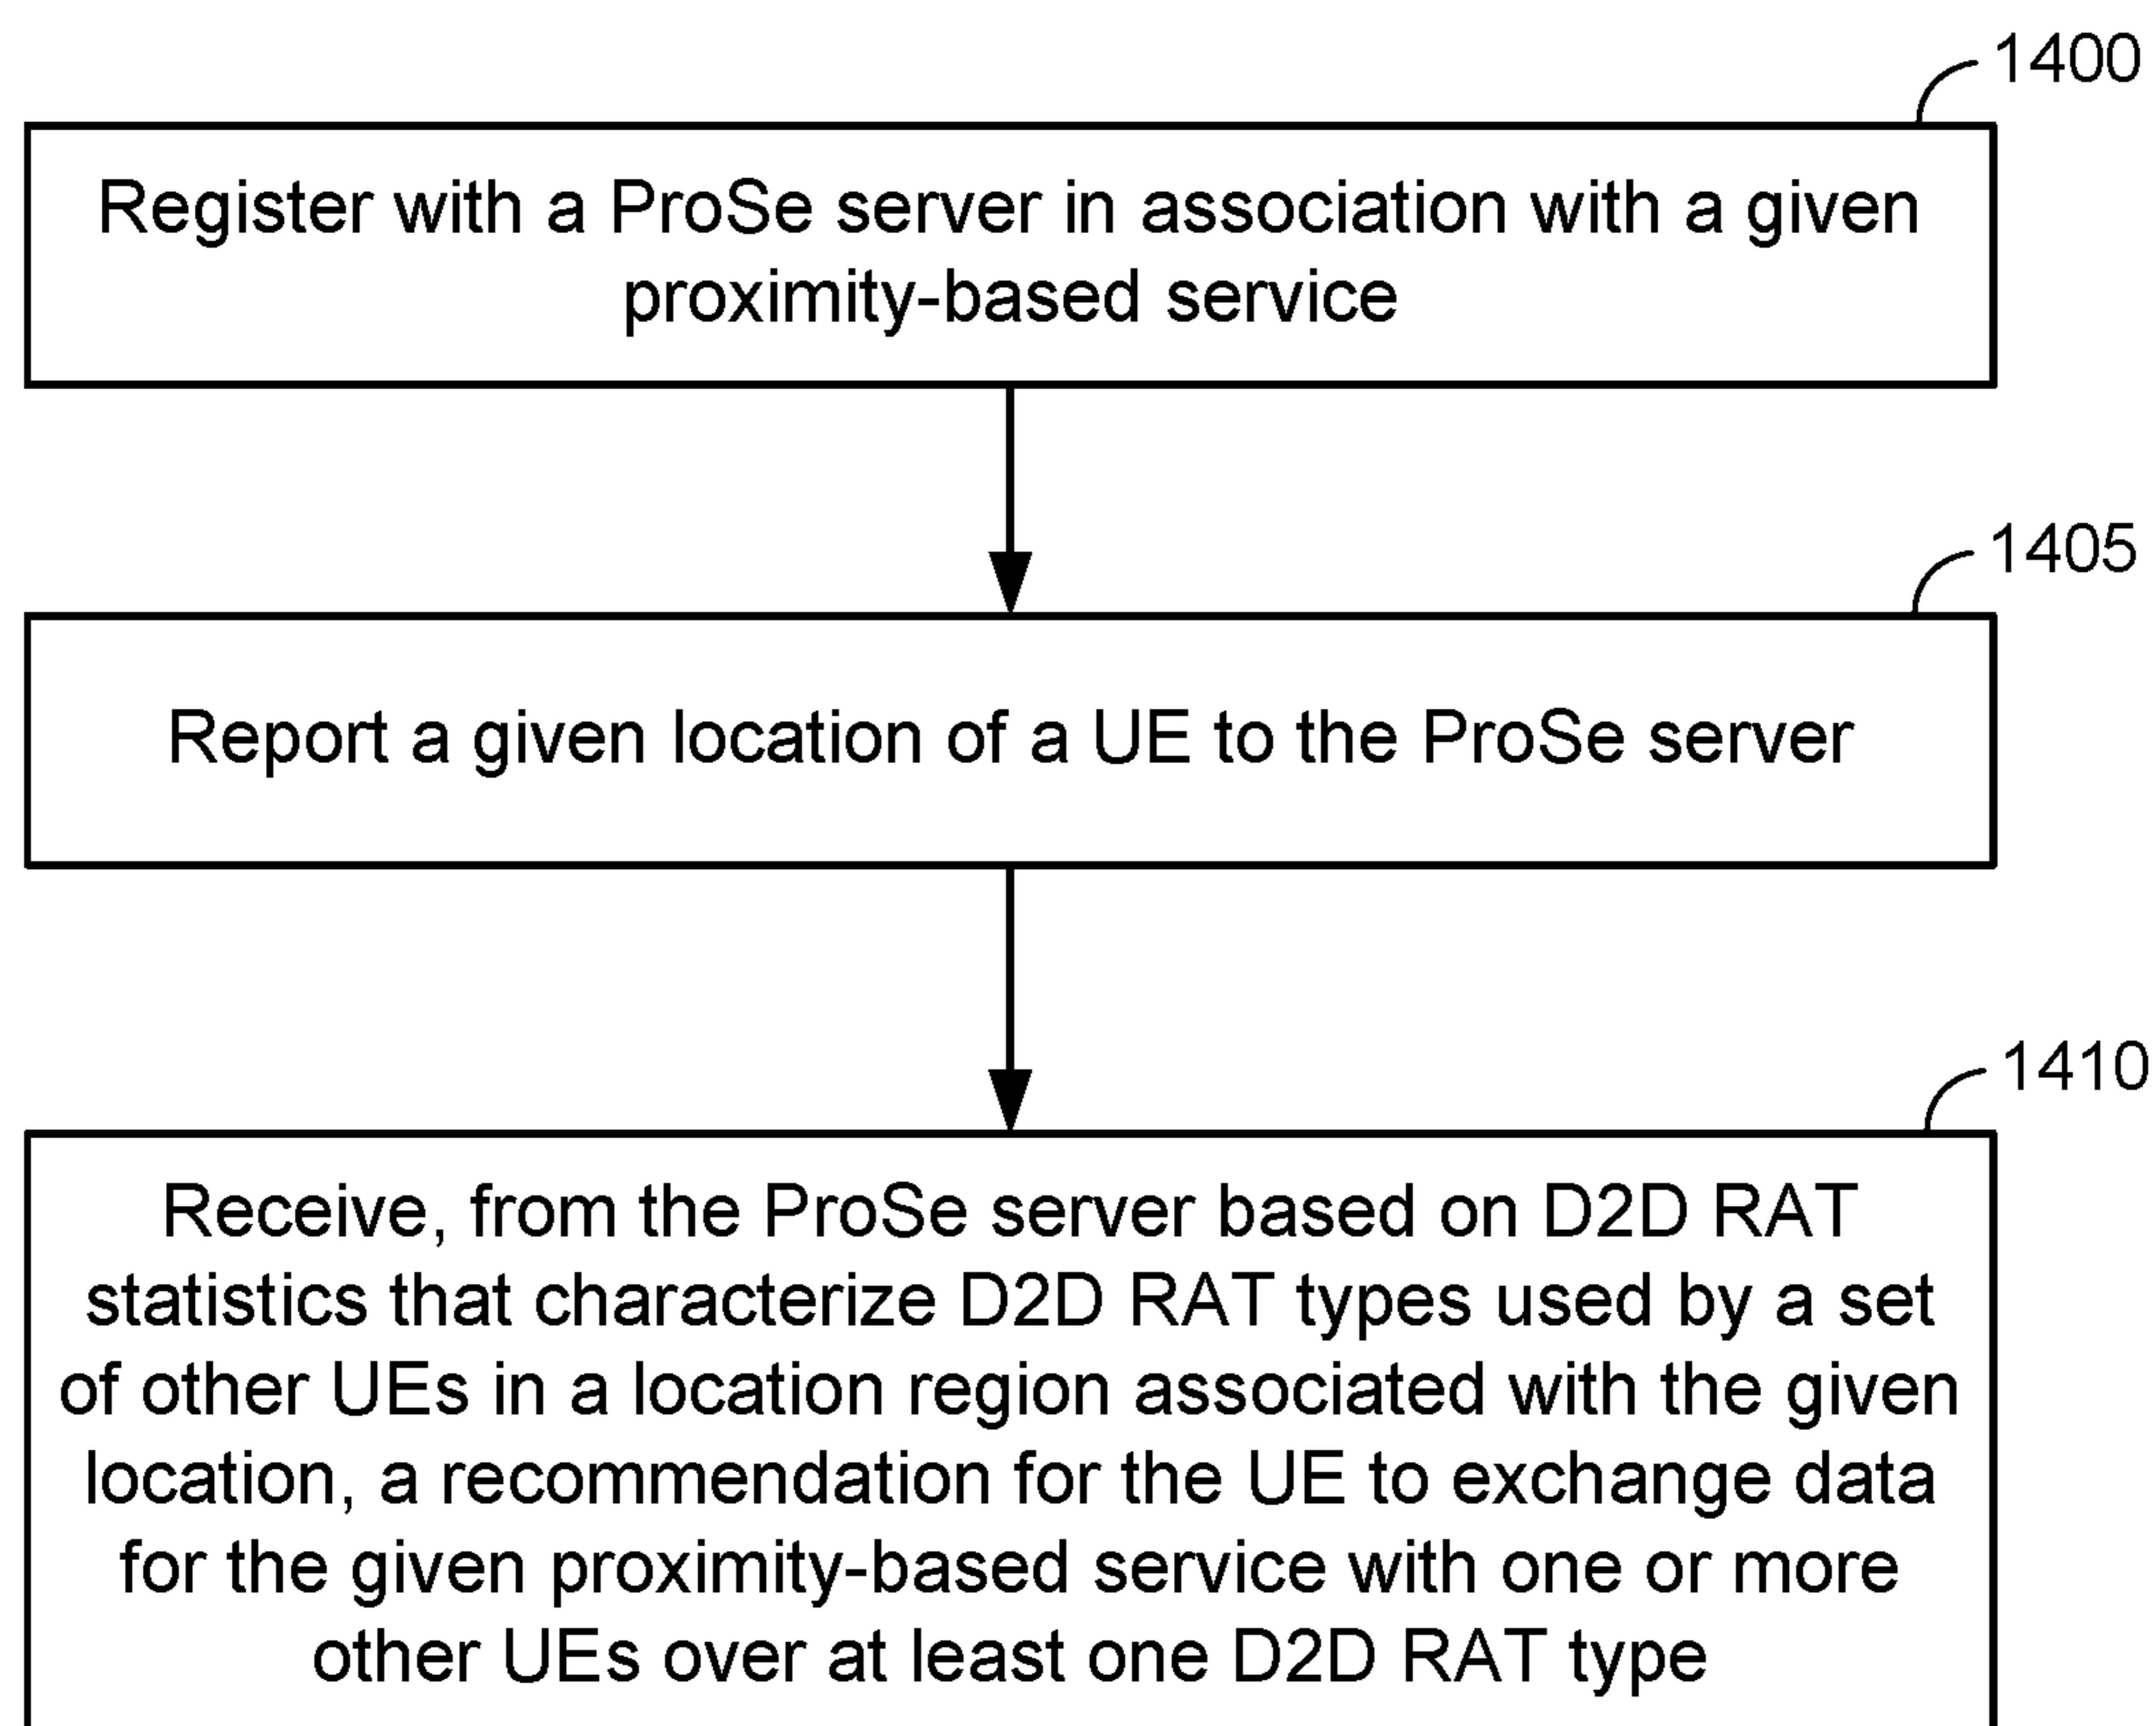 1400
Register with a ProSe server in association with a given
proximity-based service
1405
Report a given location of a UE to the ProSe server
1410
Receive, from the ProSe server based on D2D RAT
statistics that characterize D2D RAT types used by a set
of other UEs in a location region associated with the given
location, a recommendation for the UE to exchange data
for the given proximity-based service with one or more
other UEs over at least one D2D RAT type